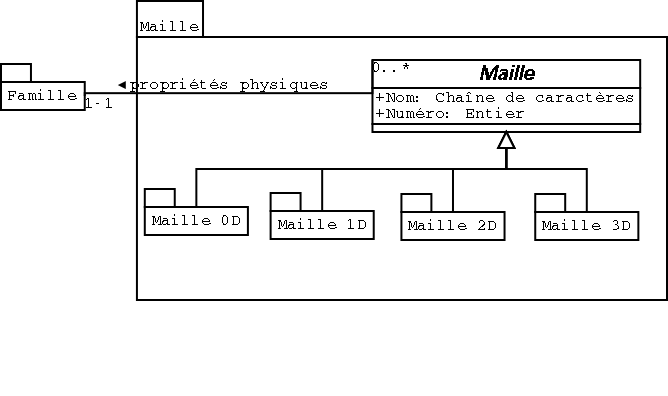 Maille
0..*
Maille
propriétés physiques
Famille
1-1
+Nom: Chaîne de caractères
+Numéro: Entier
Maille 0D
Maille 1D
Maille 2D
Maille 3D